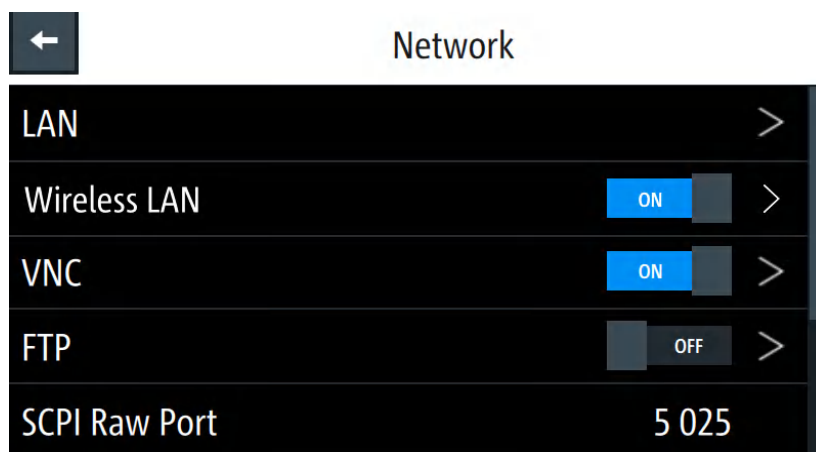 Network
LAN
Wireless LAN ON
VNC ON
FTP OFF
SCPI Raw Port 5 025